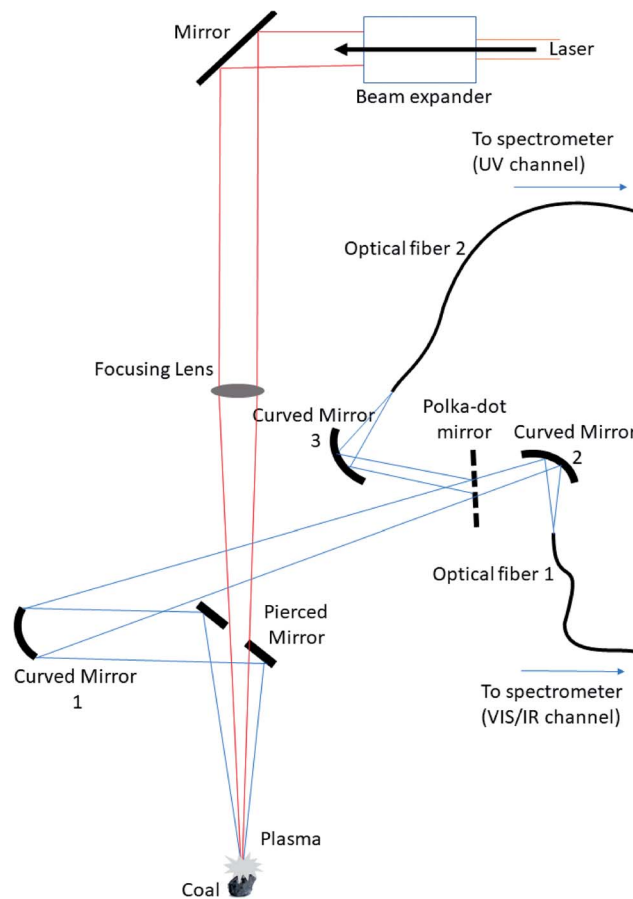 Mirror
Laser
Beam expander
To spectrometer
(UV channel)
Optical fiber 2
Focusing Lens
Curved Mirror
3
Polka-dot
mirror
Curved Mirror
2
Optical fiber 1
Pierced
Mirror
Curved Mirror
1
To spectrometer
(VIS/IR channel)
Plasma
Coal